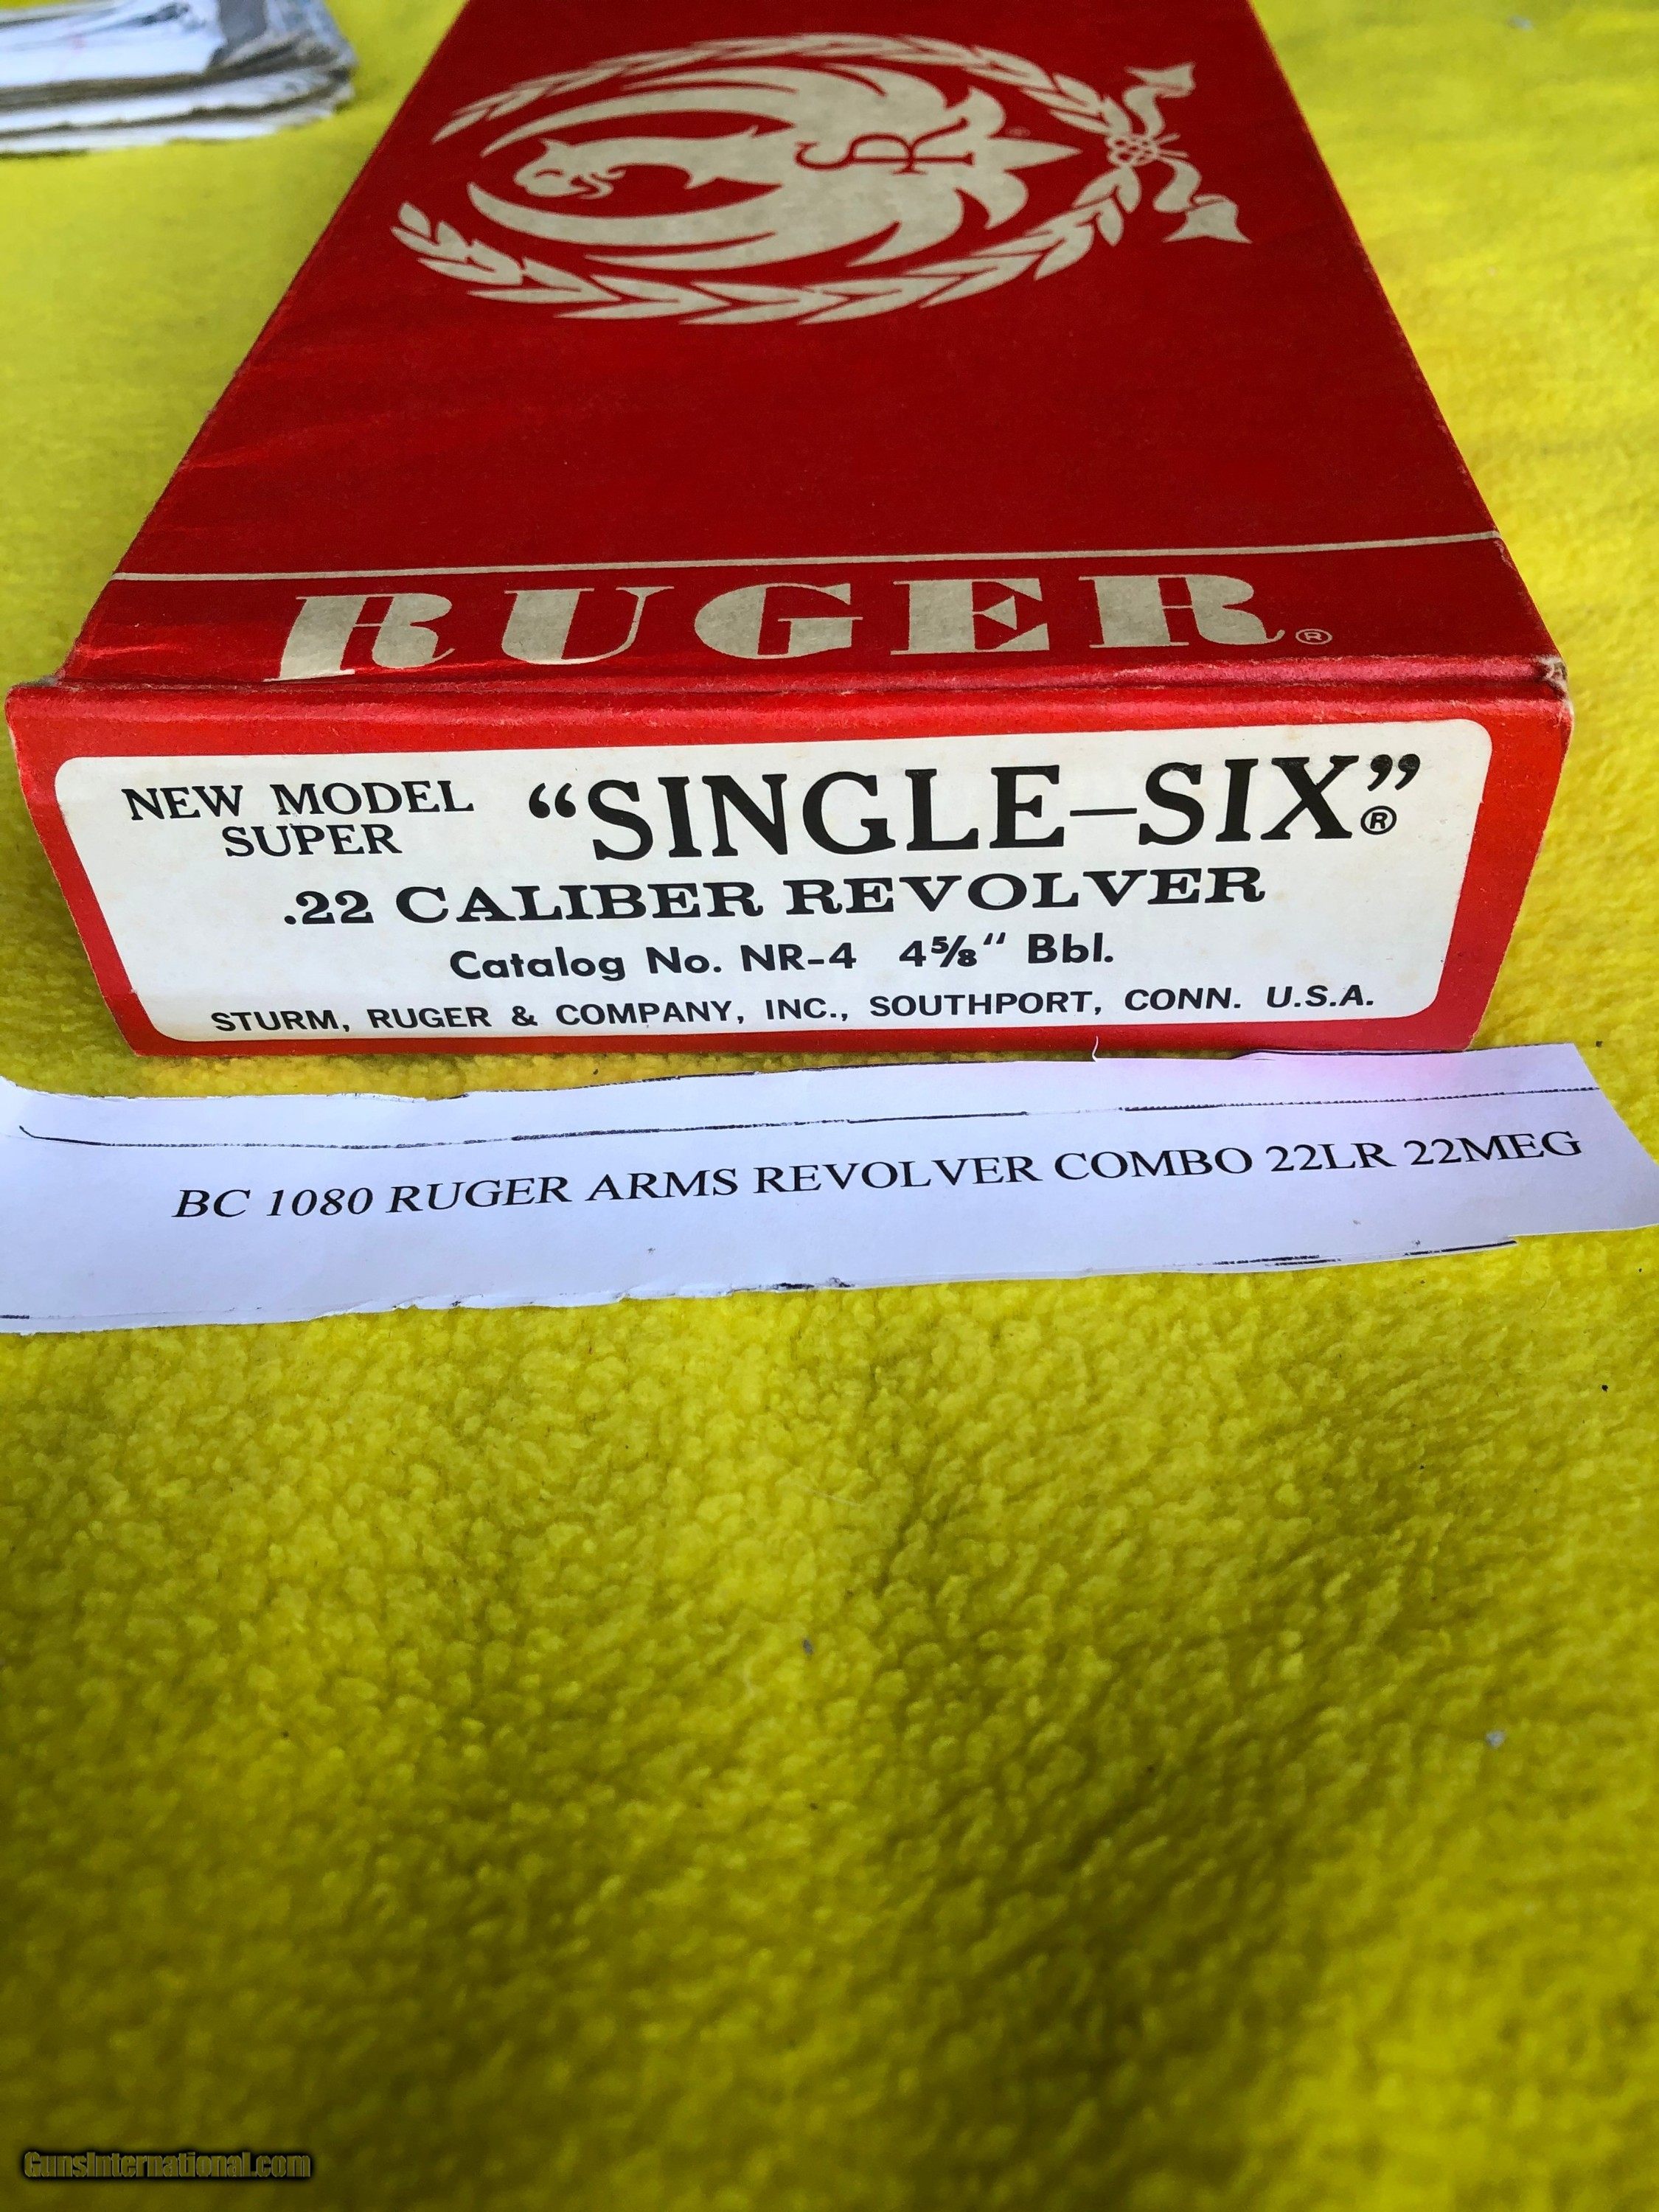 SR
RUGER®
NEW MODEL SUPER "SINGLE-SIX®"
.22 CALIBER REVOLVER
Catalog No. NR-4 4⅝" Bbl.
STURM, RUGER & COMPANY, INC., SOUTHPORT, CONN. U.S.A.
BC 1080 RUGER ARMS REVOLVER COMBO 22LR 22MEG
GunsInternational.com